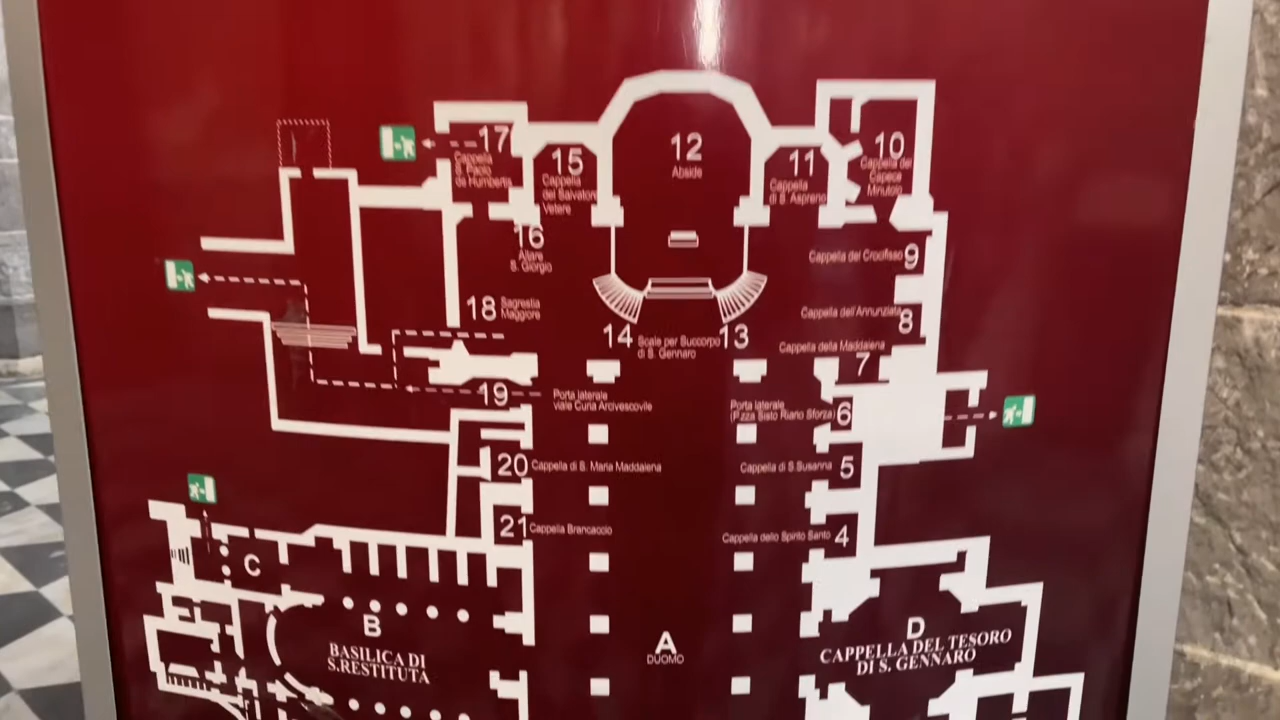 12
Abside
17
Cappella
S. Paolo
de Humbertis
15
Cappella
del Salvatore
Vetere
11
Cappella
di S. Aspreno
10
Cappella dei
Capece
Minutolo
16
Altare
S. Giorgio
Cappella del Crocifisso 9
18 Sagrestia
Maggiore
Cappella dell'Annunziata 8
14 Scale per Succorpo 13
di S. Gennaro
Cappella della Maddalena
7
19 Porta laterale
viale Curia Arcivescovile
Porta laterale
(P.zza Sisto Riario Sforza) 6
20 Cappella di S. Maria Maddalena
Cappella di S.Susanna 5
21 Cappella Brancaccio
Cappella dello Spirito Santo 4
C
B
BASILICA DI
S.RESTITUTA
A
DUOMO
D
CAPPELLA DEL TESORO
DI S. GENNARO